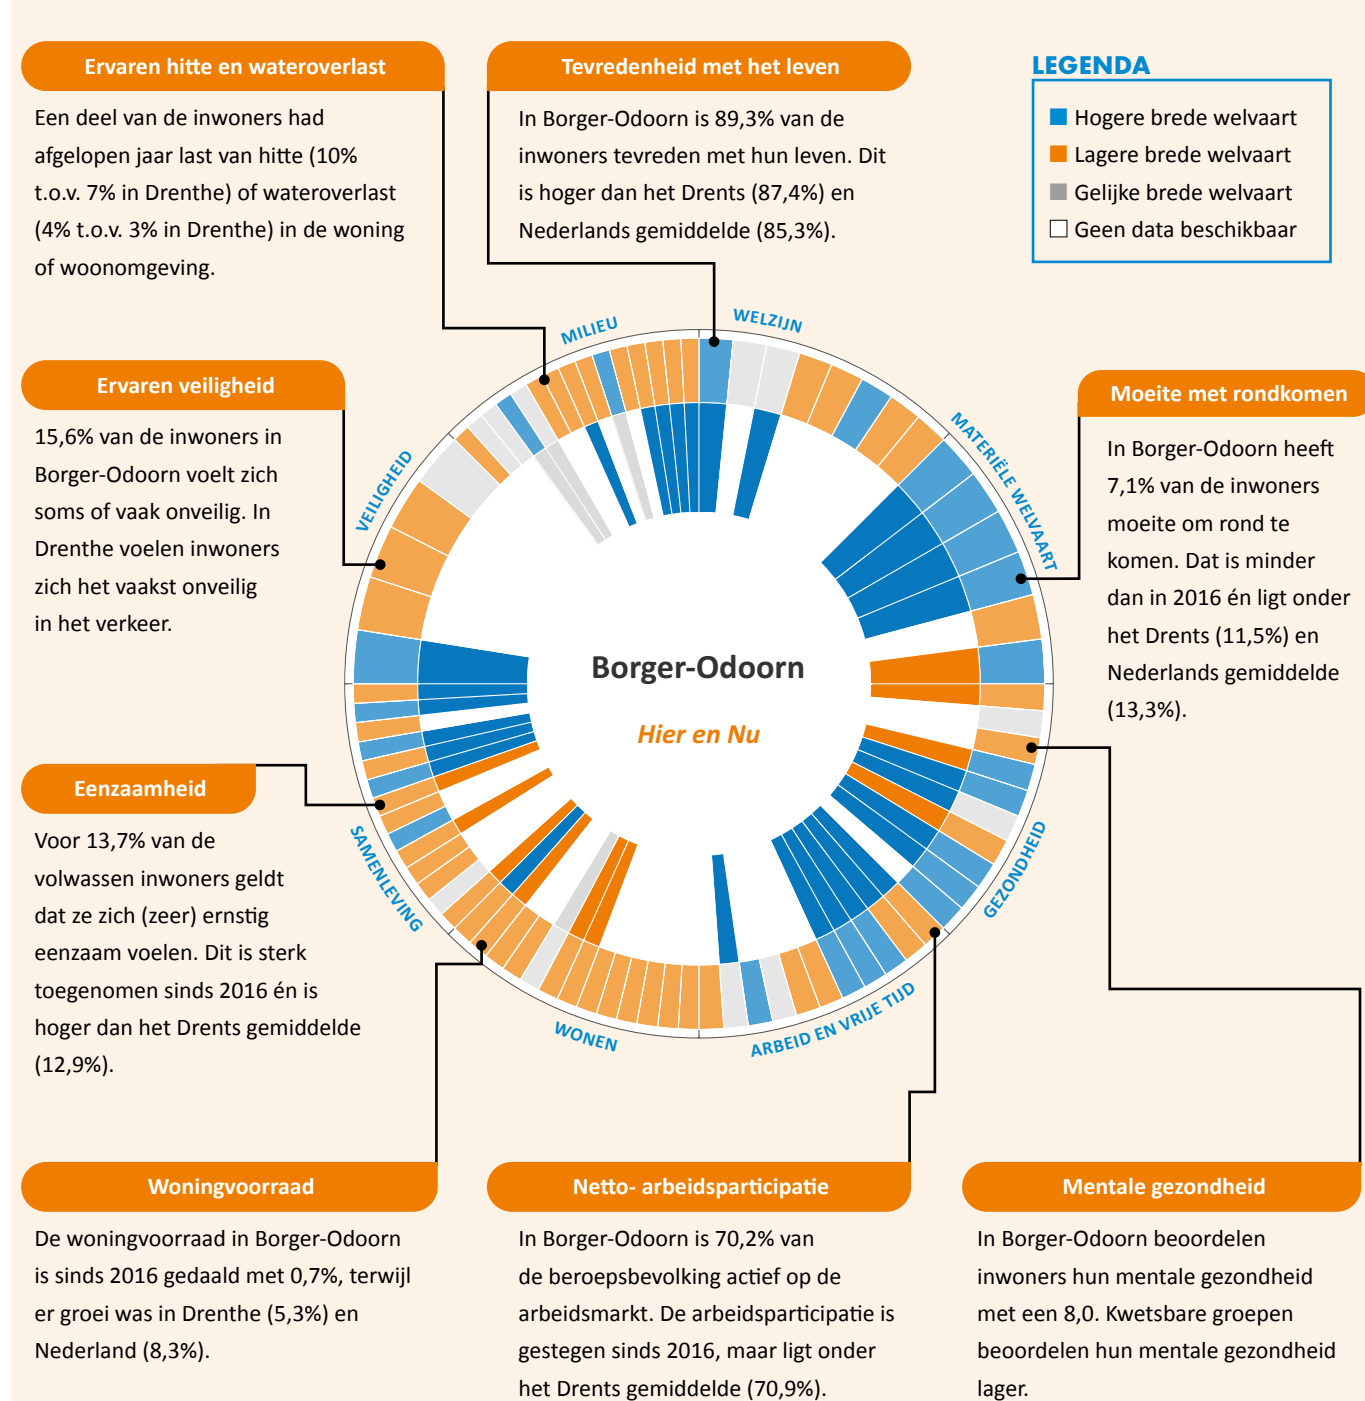 Ervaren hitte en wateroverlast
Een deel van de inwoners had
afgelopen jaar last van hitte (10%
t.o.v. 7% in Drenthe) of wateroverlast
(4% t.o.v. 3% in Drenthe) in de woning
of woonomgeving.
Tevredenheid met het leven
In Borger-Odoorn is 89,3% van de
inwoners tevreden met hun leven. Dit
is hoger dan het Drents (87,4%) en
Nederlands gemiddelde (85,3%).
LEGENDA
Hogere brede welvaart
Lagere brede welvaart
Gelijke brede welvaart
Geen data beschikbaar
Ervaren veiligheid
15,6% van de inwoners in
Borger-Odoorn voelt zich
soms of vaak onveilig. In
Drenthe voelen inwoners
zich het vaakst onveilig
in het verkeer.
MILIEU
WELZIJN
MATERIËLE WELVAART
GEZONDHEID
ARBEID EN VRIJE TIJD
WONEN
SAMENLEVING
VEILIGHEID
Borger-Odoorn
Hier en Nu
Moeite met rondkomen
In Borger-Odoorn heeft
7,1% van de inwoners
moeite om rond te
komen. Dat is minder
dan in 2016 én ligt onder
het Drents (11,5%) en
Nederlands gemiddelde
(13,3%).
Eenzaamheid
Voor 13,7% van de
volwassen inwoners geldt
dat ze zich (zeer) ernstig
eenzaam voelen. Dit is sterk
toegenomen sinds 2016 én is
hoger dan het Drents gemiddelde
(12,9%).
Woningvoorraad
De woningvoorraad in Borger-Odoorn
is sinds 2016 gedaald met 0,7%, terwijl
er groei was in Drenthe (5,3%) en
Nederland (8,3%).
Netto- arbeidsparticipatie
In Borger-Odoorn is 70,2% van
de beroepsbevolking actief op de
arbeidsmarkt. De arbeidsparticipatie is
gestegen sinds 2016, maar ligt onder
het Drents gemiddelde (70,9%).
Mentale gezondheid
In Borger-Odoorn beoordelen
inwoners hun mentale gezondheid
met een 8,0. Kwetsbare groepen
beoordelen hun mentale gezondheid
lager.